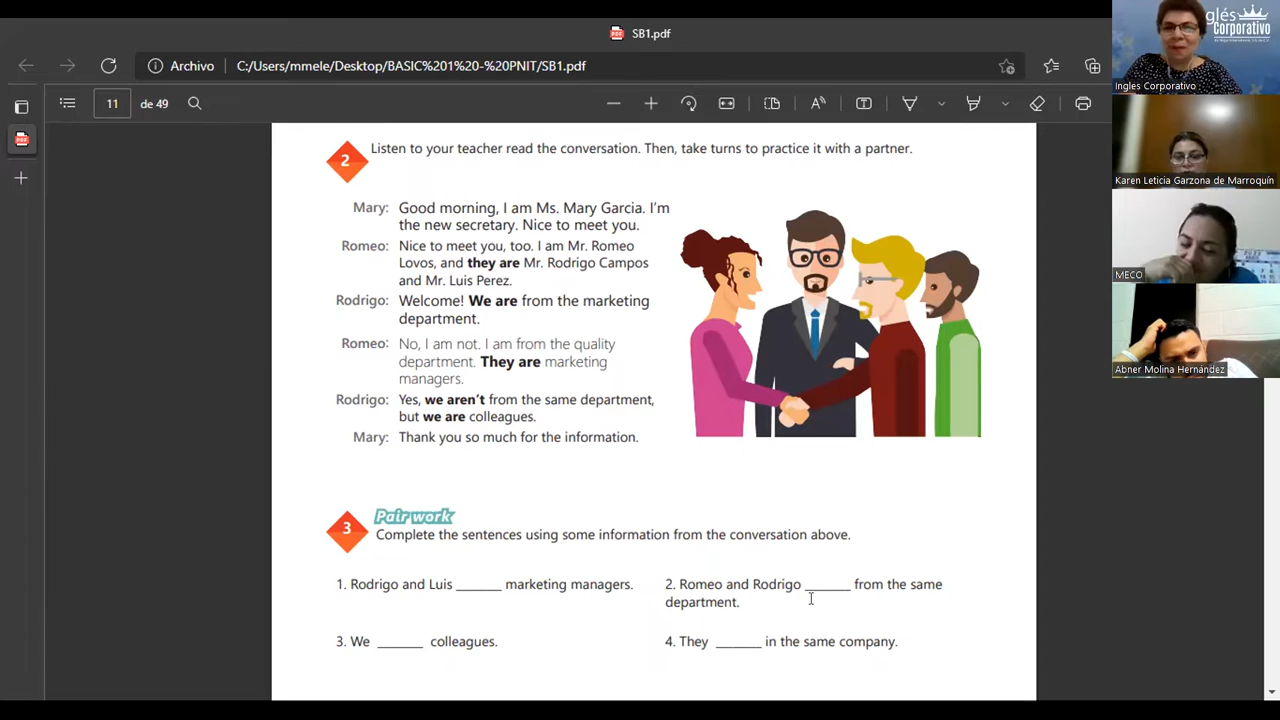 SB1.pdf
Archivo
C:/Users/mmele/Desktop/BASIC%201%20-%20PNIT/SB1.pdf
11 de 49
2 Listen to your teacher read the conversation. Then, take turns to practice it with a partner.
Mary: Good morning, I am Ms. Mary Garcia. I'm
the new secretary. Nice to meet you.
Romeo: Nice to meet you, too. I am Mr. Romeo
Lovos, and they are Mr. Rodrigo Campos
and Mr. Luis Perez.
Rodrigo: Welcome! We are from the marketing
department.
Romeo: No, I am not. I am from the quality
department. They are marketing
managers.
Rodrigo: Yes, we aren't from the same department,
but we are colleagues.
Mary: Thank you so much for the information.
Pair work
3 Complete the sentences using some information from the conversation above.
1. Rodrigo and Luis ______ marketing managers.
2. Romeo and Rodrigo ______ from the same
department.
3. We ______ colleagues.
4. They ______ in the same company.
glés
Corporativo
Ingles Corporativo
Karen Leticia Garzona de Marroquín
MECO
Abner Molina Hernández